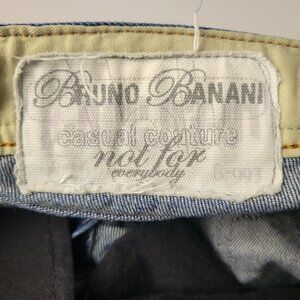 BRUNO BANANI
casual couture
not for
everybody